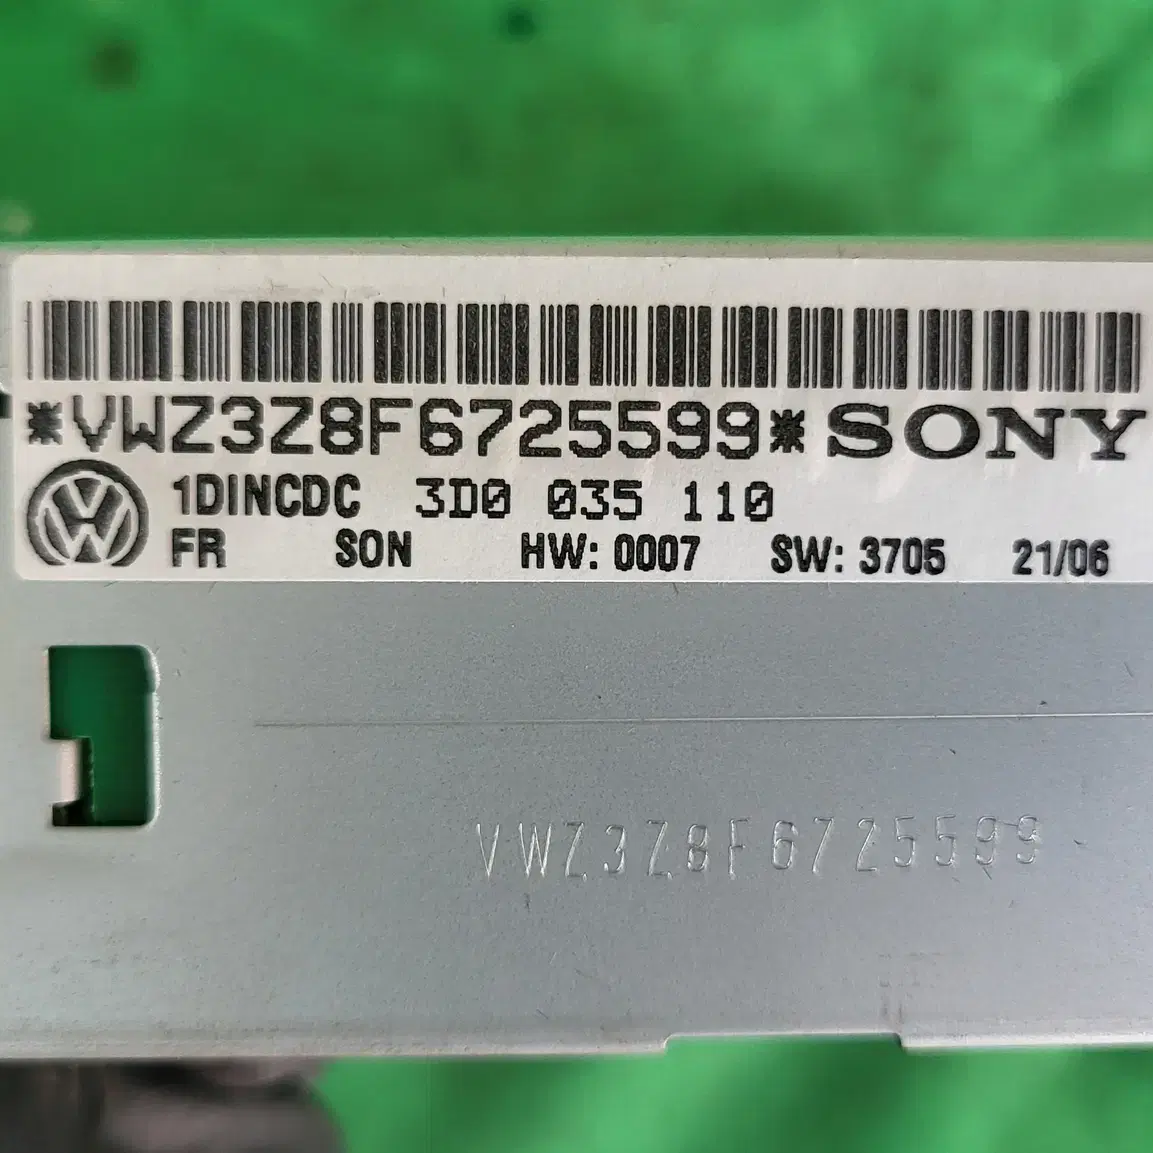 *VWZ3Z8F6725599* SONY
1DINCDC 3D0 035 110
FR SON HW: 0007 SW: 3705 21/06
VWZ3Z8F6725599